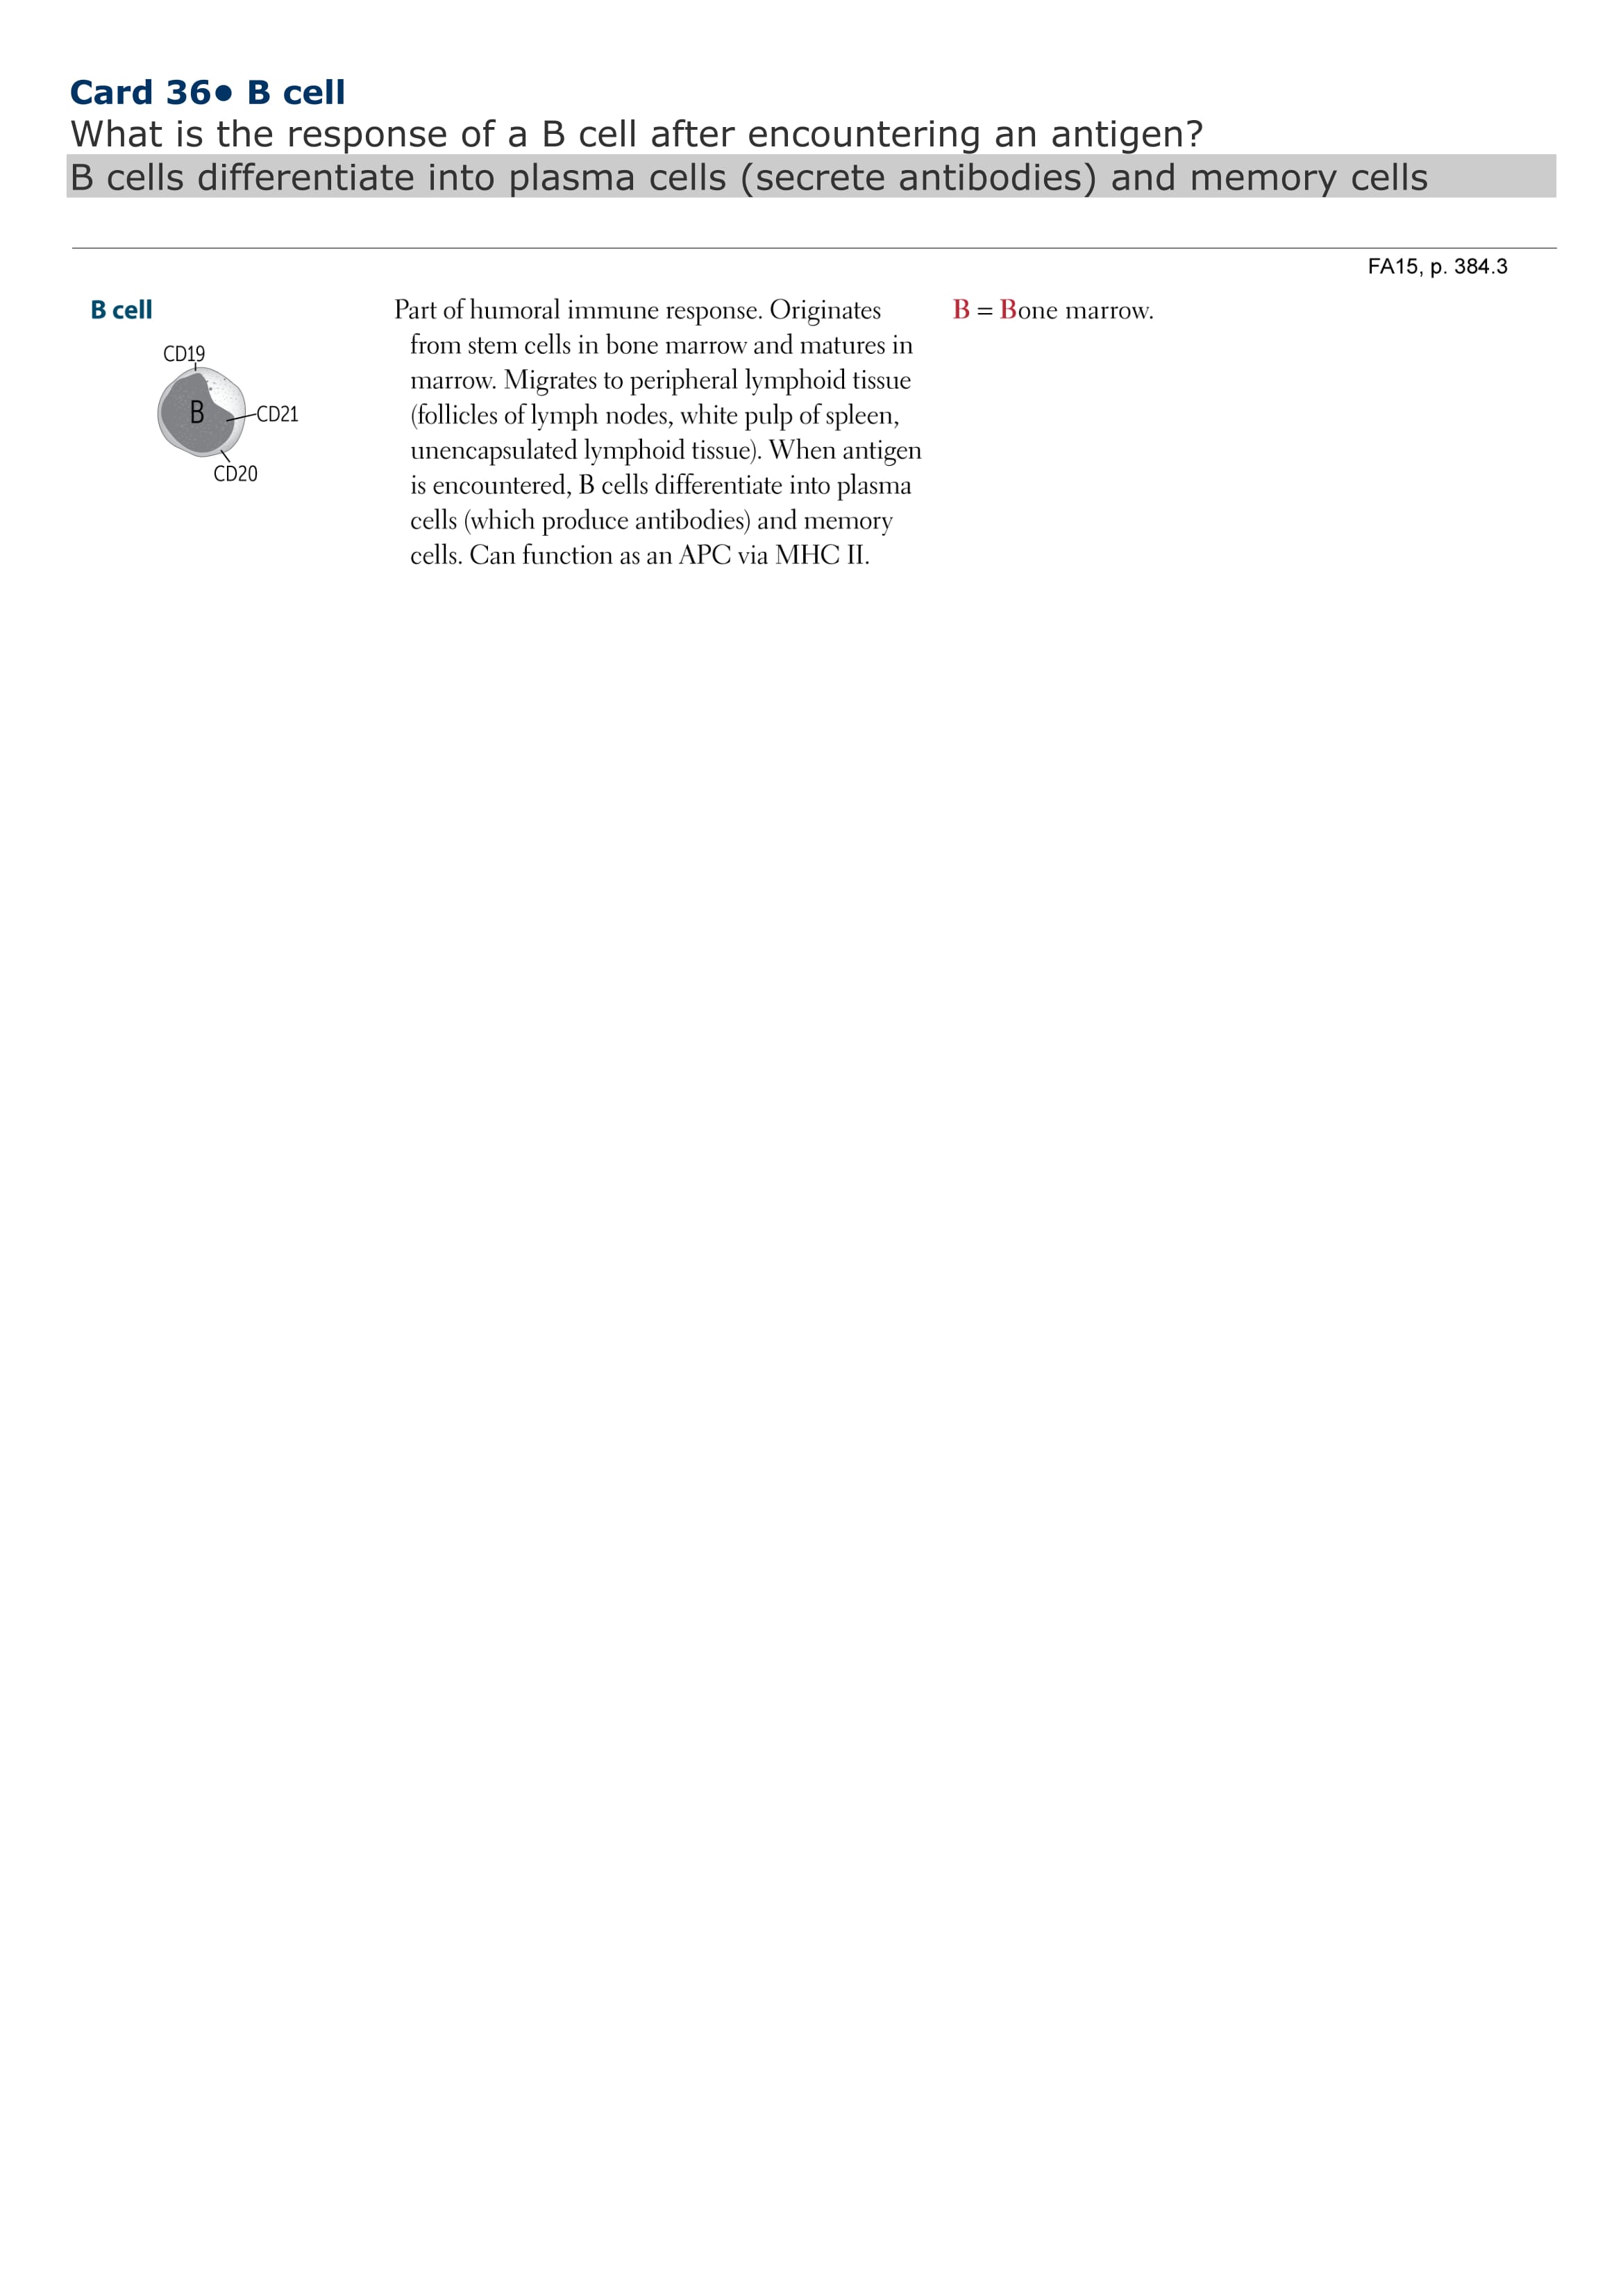 Card 36● B cell
What is the response of a B cell after encountering an antigen?
B cells differentiate into plasma cells (secrete antibodies) and memory cells
FA15, p. 384.3
B cell
CD19
B
CD21
CD20
Part of humoral immune response. Originates
from stem cells in bone marrow and matures in
marrow. Migrates to peripheral lymphoid tissue
(follicles of lymph nodes, white pulp of spleen,
unencapsulated lymphoid tissue). When antigen
is encountered, B cells differentiate into plasma
cells (which produce antibodies) and memory
cells. Can function as an APC via MHC II.
B = Bone marrow.